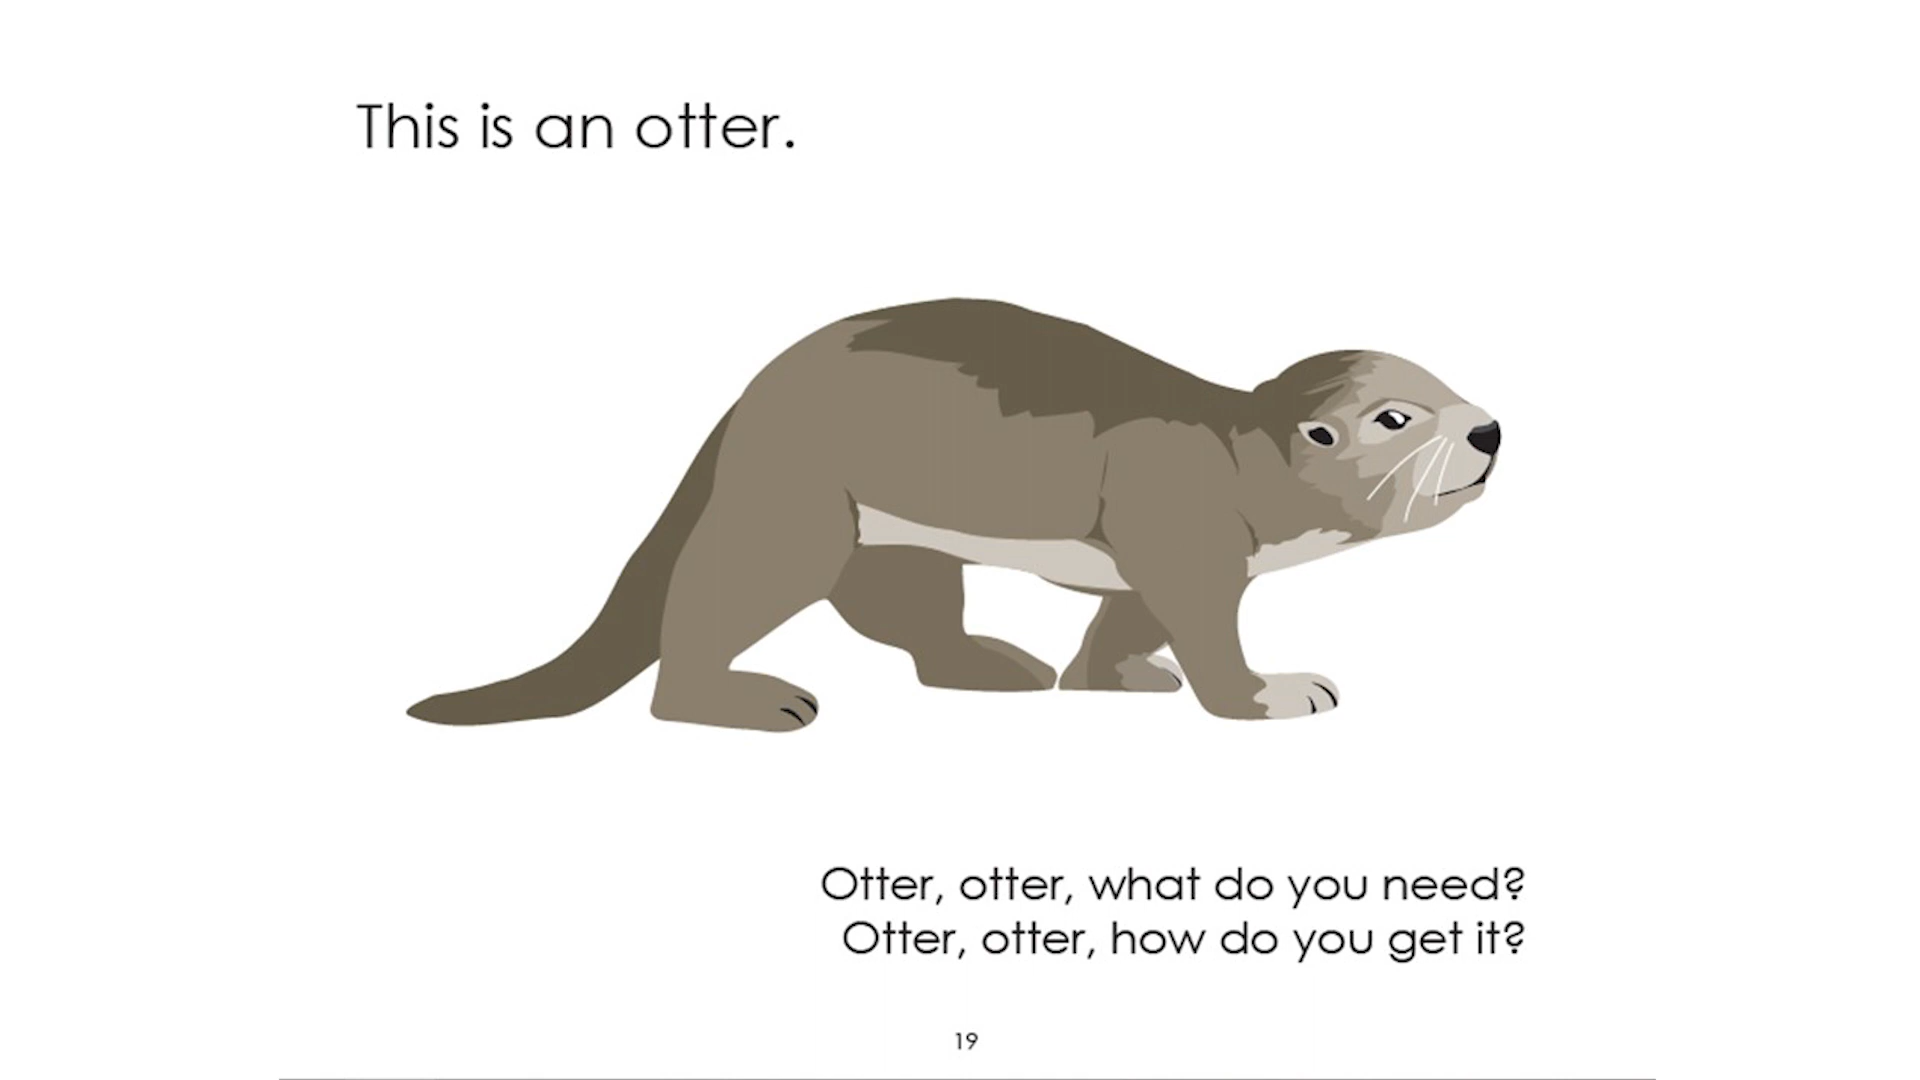 This is an otter.
Otter, otter, what do you need?
Otter, otter, how do you get it?
19